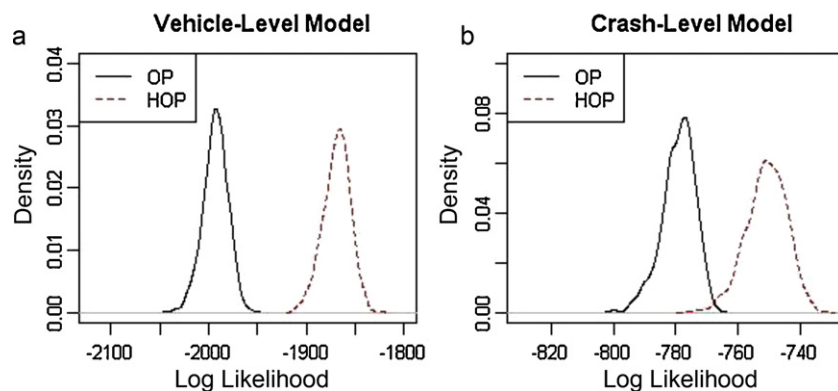 a
Vehicle-Level Model
OP
HOP
Density
0.00
0.01
0.02
0.03
0.04
-2100
-2000
-1900
-1800
Log Likelihood
b
Crash-Level Model
OP
HOP
Density
0.00
0.04
0.08
-820
-800
-780
-760
-740
Log Likelihood